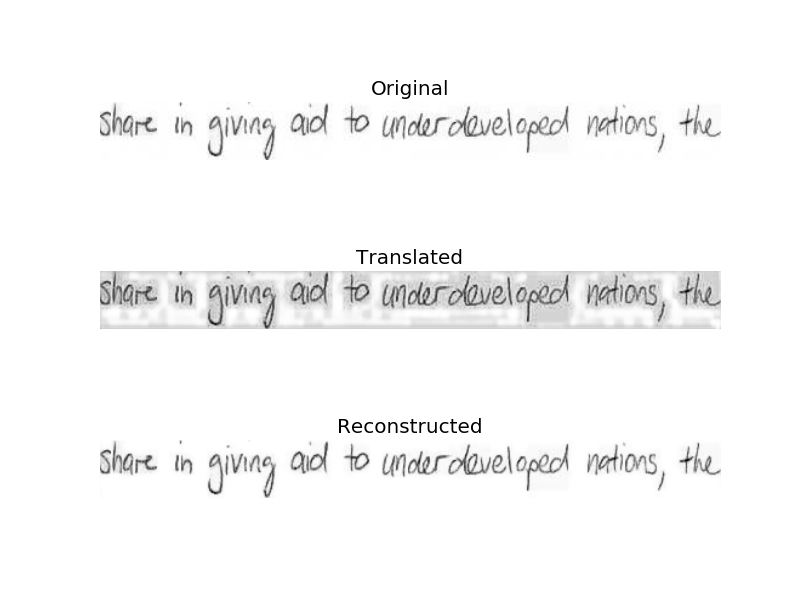 Original
share in giving aid to underdeveloped nations, the
Translated
share in giving aid to underdeveloped nations, the
Reconstructed
share in giving aid to underdeveloped nations, the